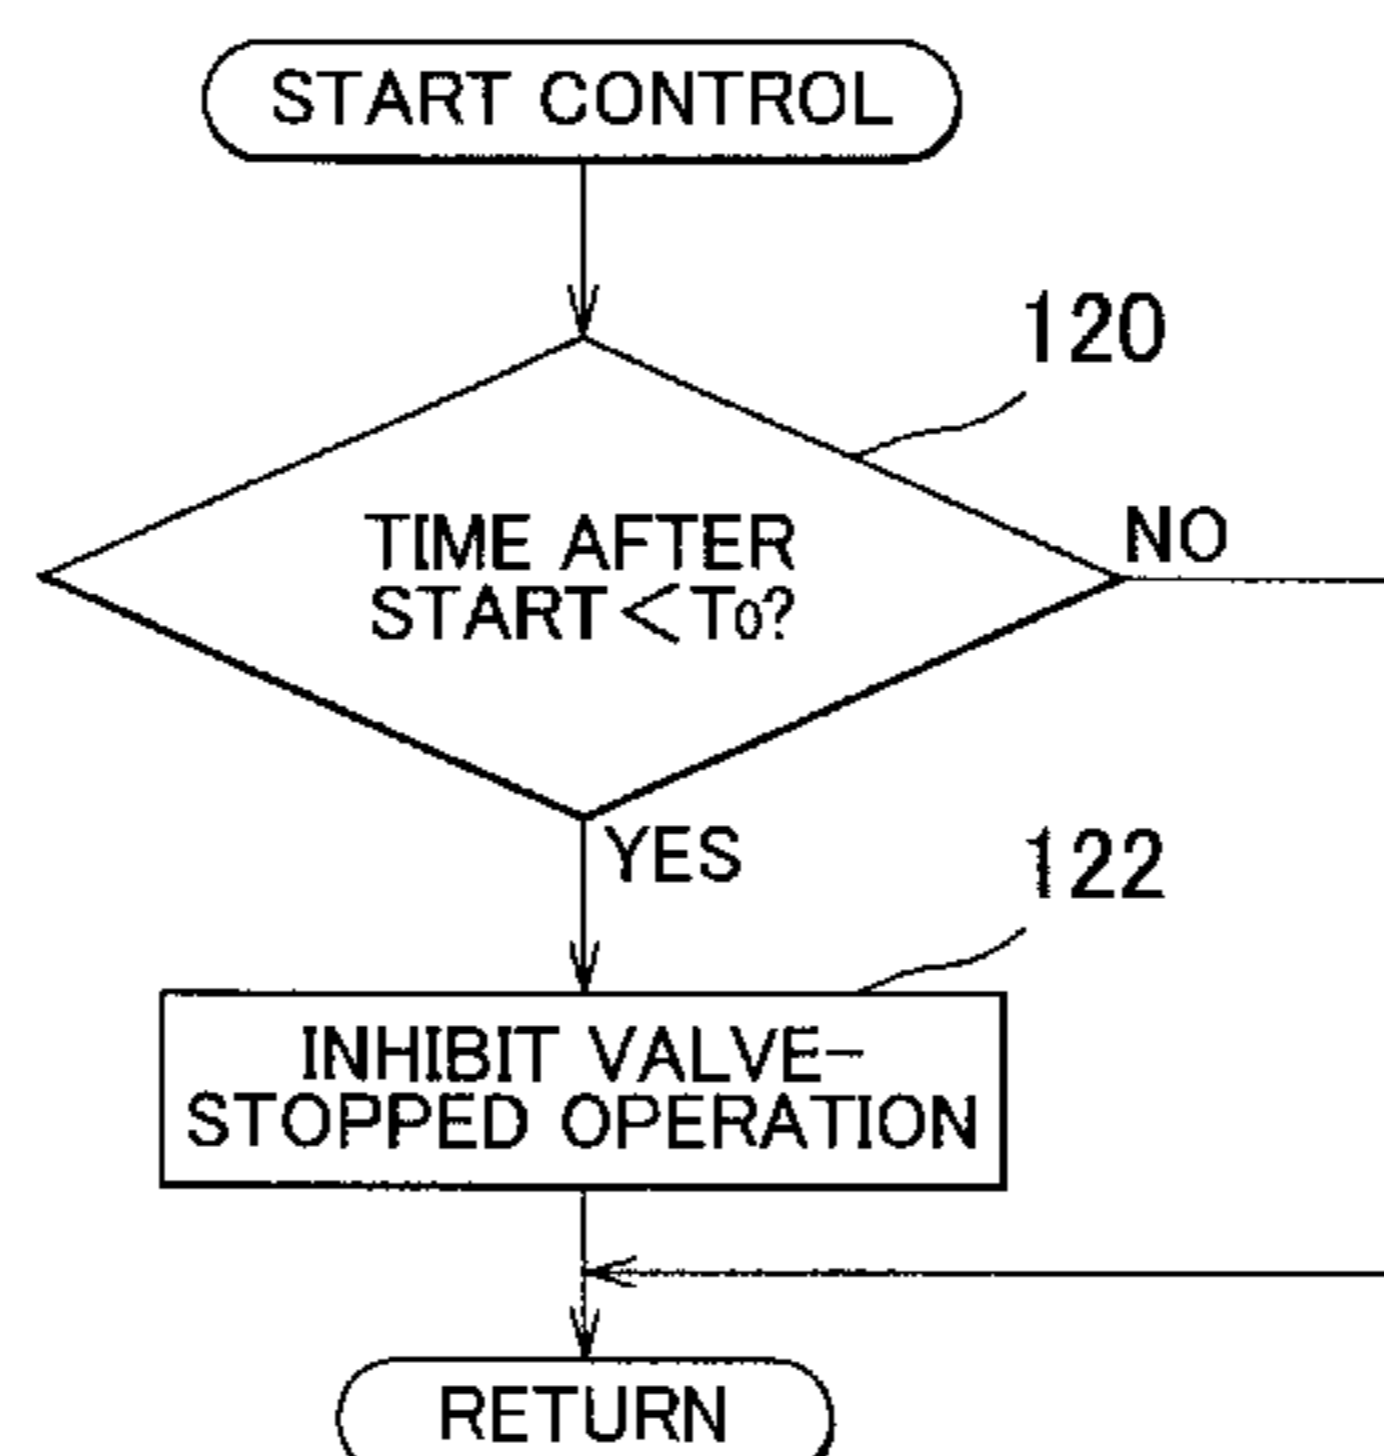 START CONTROL
120
TIME AFTER
START<T₀?
NO
YES
122
INHIBIT VALVE-
STOPPED OPERATION
RETURN